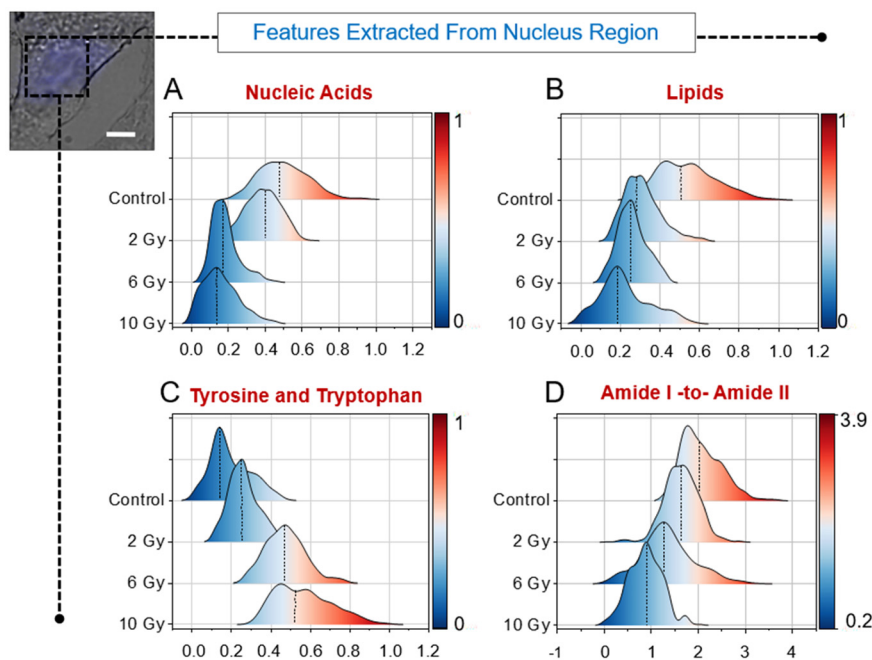 Features Extracted From Nucleus Region
A
Nucleic Acids
Control
2 Gy
6 Gy
10 Gy
0.0 0.2 0.4 0.6 0.8 1.0 1.2
1
0
B
Lipids
Control
2 Gy
6 Gy
10 Gy
0.0 0.2 0.4 0.6 0.8 1.0 1.2
1
0
C
Tyrosine and Tryptophan
Control
2 Gy
6 Gy
10 Gy
0.0 0.2 0.4 0.6 0.8 1.0 1.2
1
0
D
Amide I -to- Amide II
Control
2 Gy
6 Gy
10 Gy
-1 0 1 2 3 4
3.9
0.2